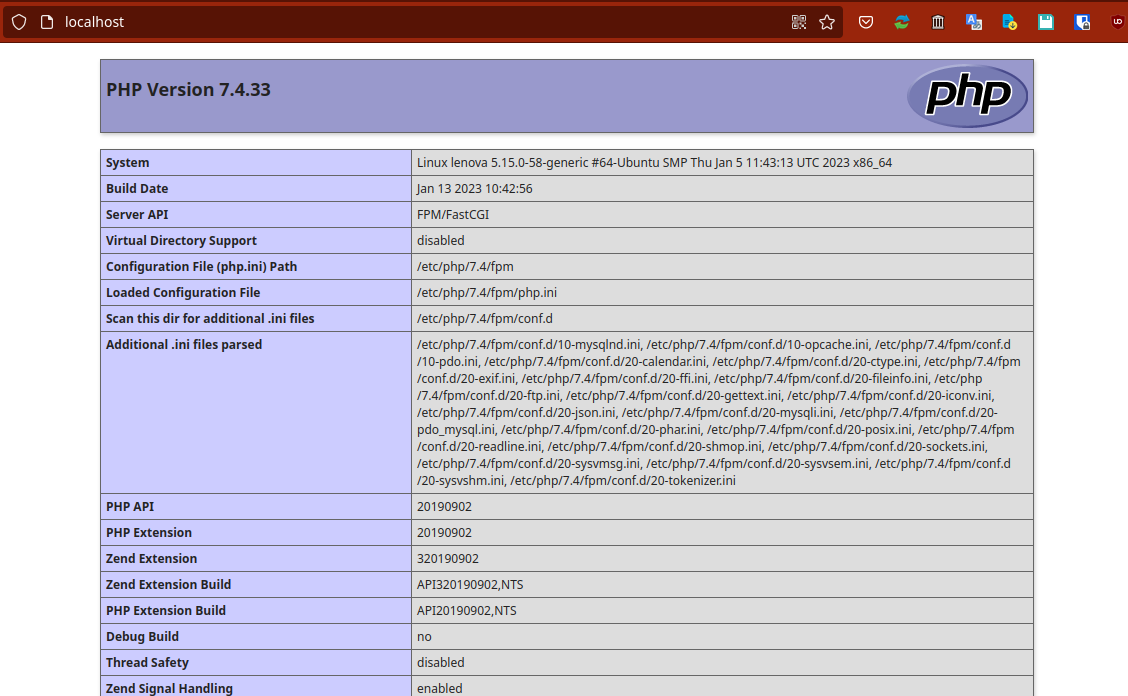 localhost
PHP Version 7.4.33
php
System
Linux lenova 5.15.0-58-generic #64-Ubuntu SMP Thu Jan 5 11:43:13 UTC 2023 x86_64
Build Date
Jan 13 2023 10:42:56
Server API
FPM/FastCGI
Virtual Directory Support
disabled
Configuration File (php.ini) Path
/etc/php/7.4/fpm
Loaded Configuration File
/etc/php/7.4/fpm/php.ini
Scan this dir for additional .ini files
/etc/php/7.4/fpm/conf.d
Additional .ini files parsed
/etc/php/7.4/fpm/conf.d/10-mysqlnd.ini, /etc/php/7.4/fpm/conf.d/10-opcache.ini, /etc/php/7.4/fpm/conf.d
/10-pdo.ini, /etc/php/7.4/fpm/conf.d/20-calendar.ini, /etc/php/7.4/fpm/conf.d/20-ctype.ini, /etc/php/7.4/fpm
/conf.d/20-exif.ini, /etc/php/7.4/fpm/conf.d/20-ffi.ini, /etc/php/7.4/fpm/conf.d/20-fileinfo.ini, /etc/php
/7.4/fpm/conf.d/20-ftp.ini, /etc/php/7.4/fpm/conf.d/20-gettext.ini, /etc/php/7.4/fpm/conf.d/20-iconv.ini,
/etc/php/7.4/fpm/conf.d/20-json.ini, /etc/php/7.4/fpm/conf.d/20-mysqli.ini, /etc/php/7.4/fpm/conf.d/20-
pdo_mysql.ini, /etc/php/7.4/fpm/conf.d/20-phar.ini, /etc/php/7.4/fpm/conf.d/20-posix.ini, /etc/php/7.4/fpm
/conf.d/20-readline.ini, /etc/php/7.4/fpm/conf.d/20-shmop.ini, /etc/php/7.4/fpm/conf.d/20-sockets.ini,
/etc/php/7.4/fpm/conf.d/20-sysvmsg.ini, /etc/php/7.4/fpm/conf.d/20-sysvsem.ini, /etc/php/7.4/fpm/conf.d
/20-sysvshm.ini, /etc/php/7.4/fpm/conf.d/20-tokenizer.ini
PHP API
20190902
PHP Extension
20190902
Zend Extension
320190902
Zend Extension Build
API320190902,NTS
PHP Extension Build
API20190902,NTS
Debug Build
no
Thread Safety
disabled
Zend Signal Handling
enabled